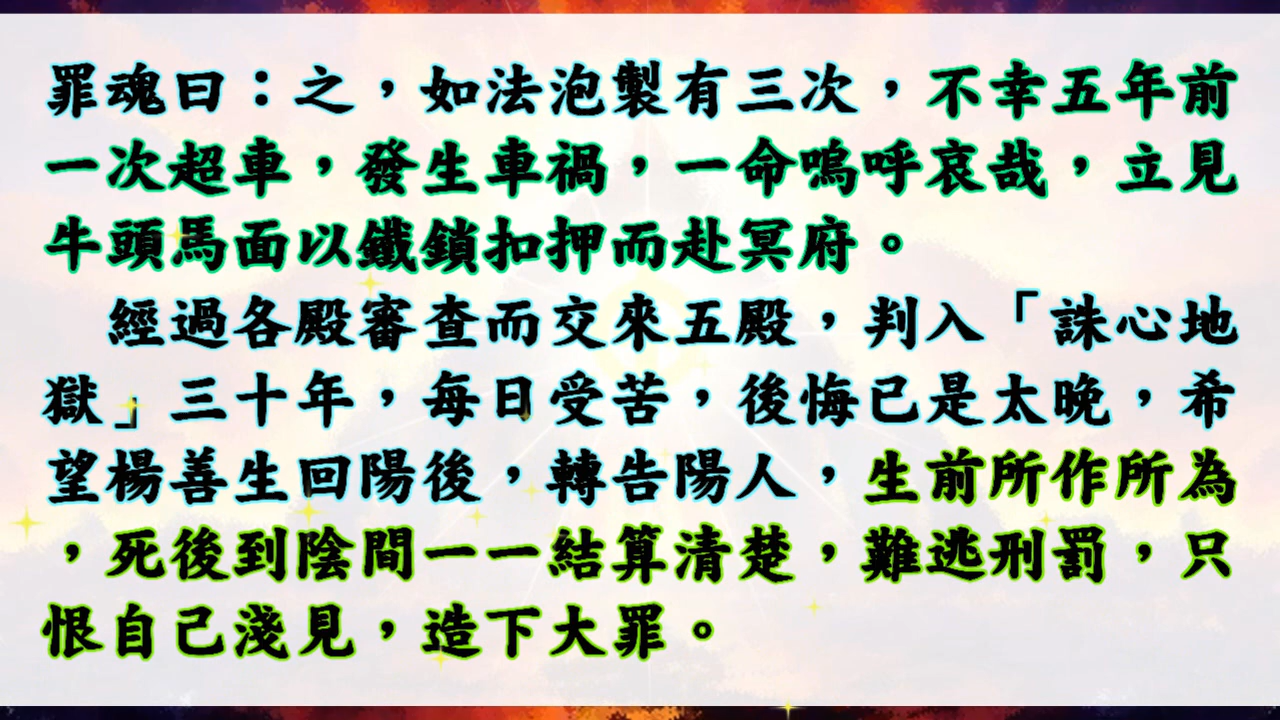 罪魂曰：之，如法泡製有三次，不幸五年前
一次超車，發生車禍，一命嗚呼哀哉，立見
牛頭馬面以鐵鎖扣押而赴冥府。
　經過各殿審查而交來五殿，判入「誅心地
獄」三十年，每日受苦，後悔已是太晚，希
望楊善生回陽後，轉告陽人，生前所作所為
，死後到陰間一一結算清楚，難逃刑罰，只
恨自己淺見，造下大罪。